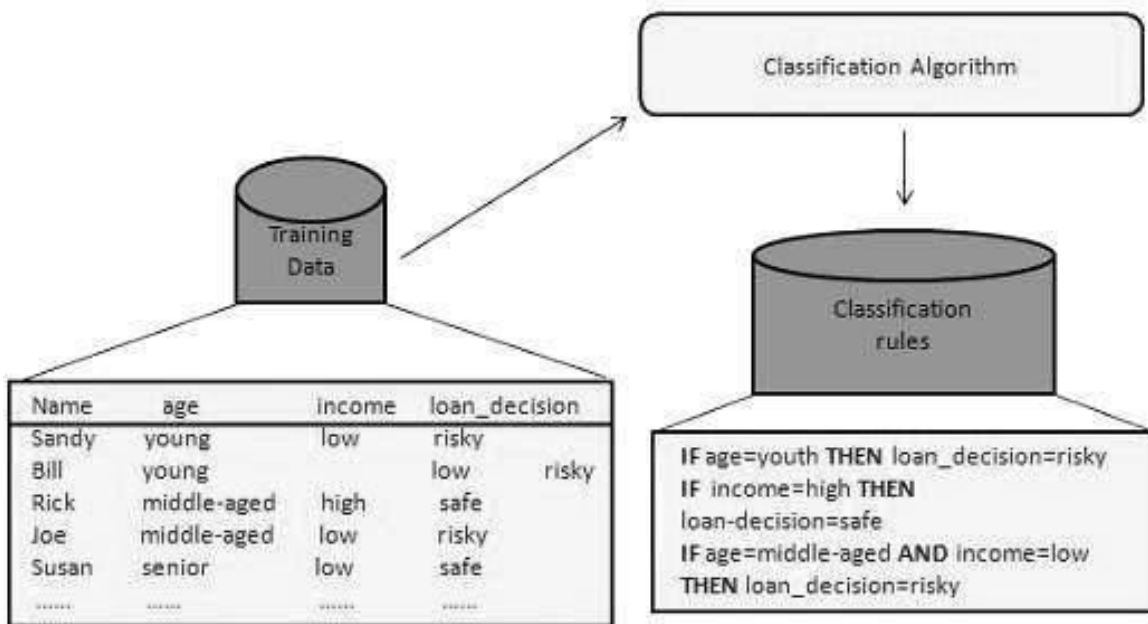 Classification Algorithm
Training
Data
Classification
rules
Name age income loan_decision
Sandy young low risky
Bill young low risky
Rick middle-aged high safe
Joe middle-aged low risky
Susan senior low safe
...... ...... ...... ......
IF age=youth THEN loan_decision=risky
IF income=high THEN
loan-decision=safe
IF age=middle-aged AND income=low
THEN loan_decision=risky